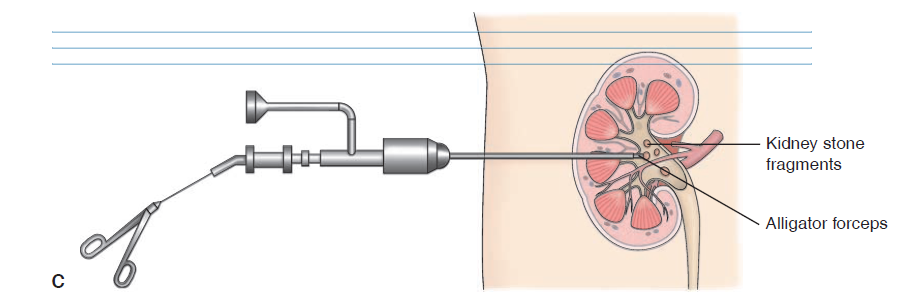 Kidney stone
fragments
Alligator forceps
C